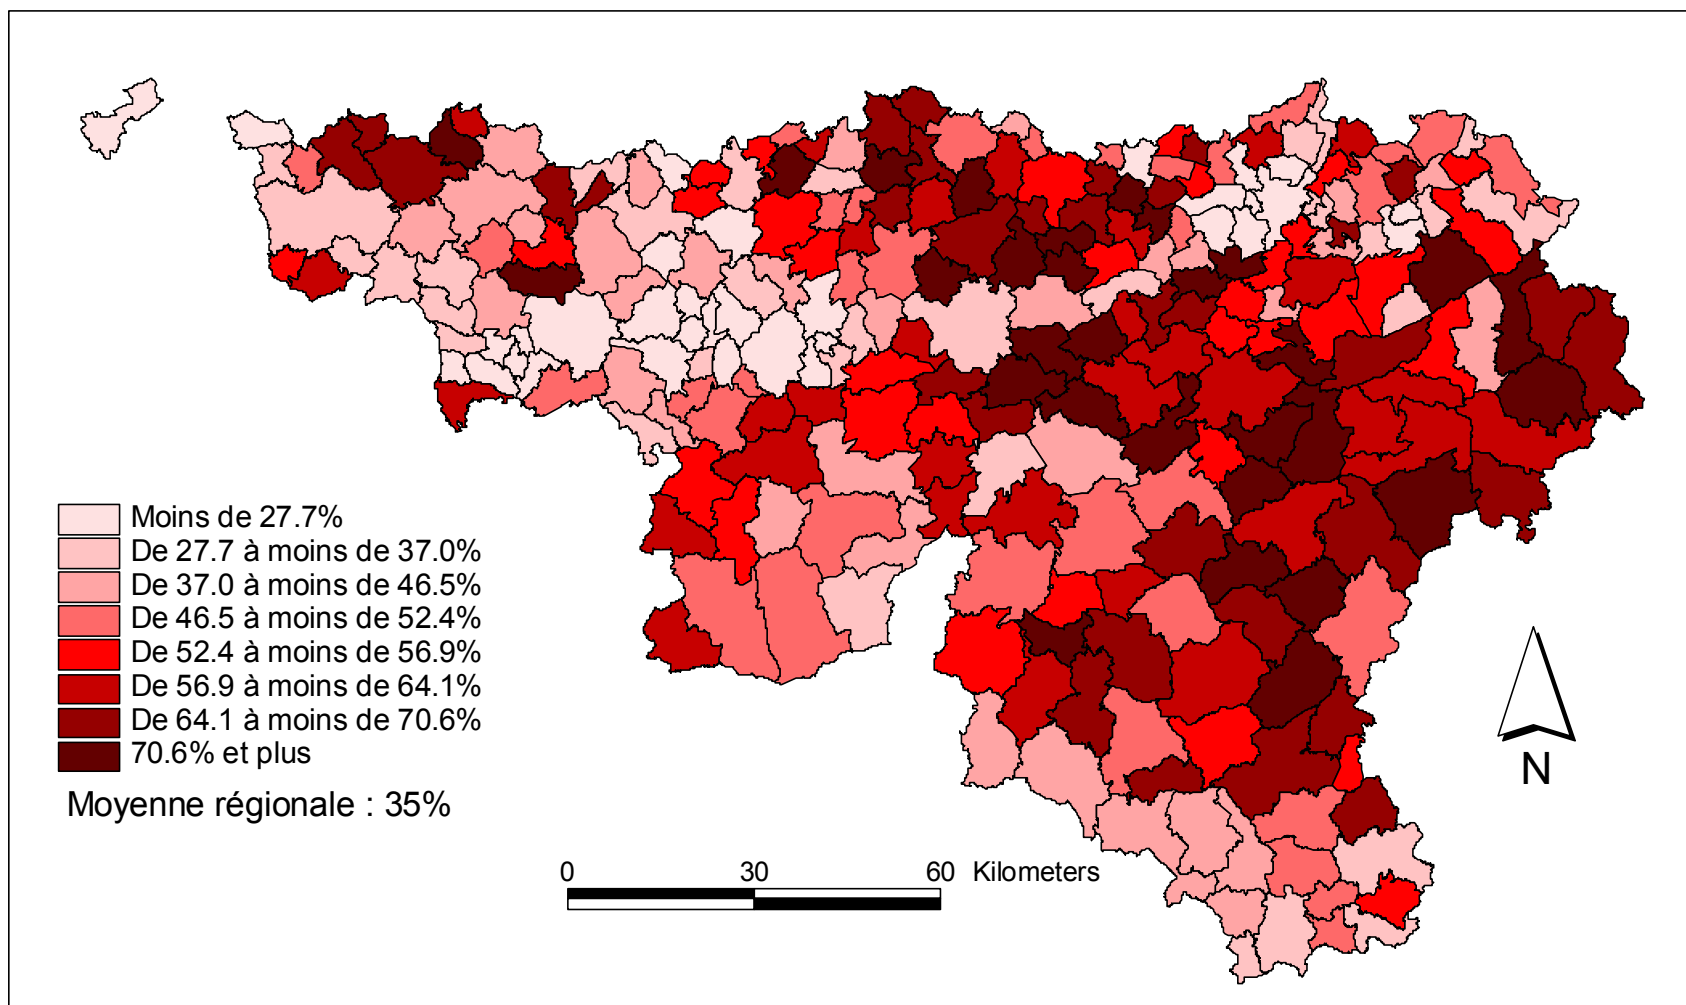 Moins de 27.7%
De 27.7 à moins de 37.0%
De 37.0 à moins de 46.5%
De 46.5 à moins de 52.4%
De 52.4 à moins de 56.9%
De 56.9 à moins de 64.1%
De 64.1 à moins de 70.6%
70.6% et plus
Moyenne régionale : 35%
0 30 60 Kilometers
N